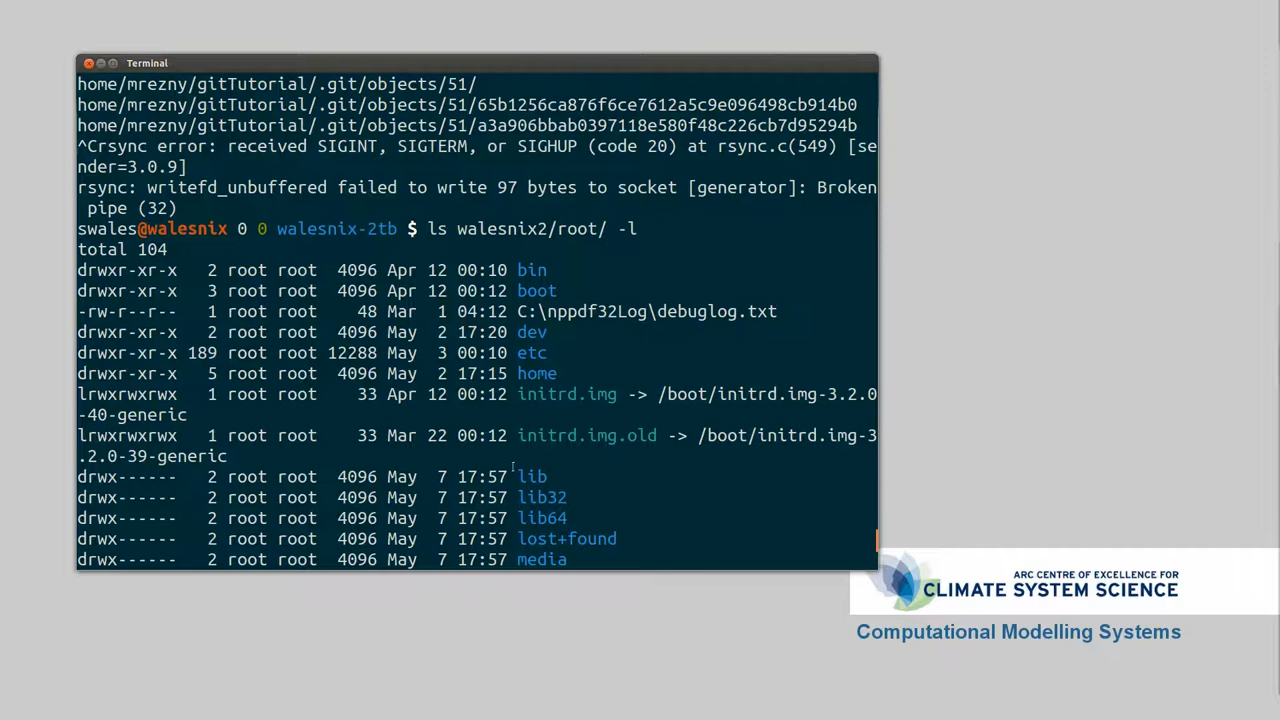 Terminal
home/mrezny/gitTutorial/.git/objects/51/
home/mrezny/gitTutorial/.git/objects/51/65b1256ca876f6ce7612a5c9e096498cb914b0
home/mrezny/gitTutorial/.git/objects/51/a3a906bbab0397118e580f48c226cb7d95294b
^Crsync error: received SIGINT, SIGTERM, or SIGHUP (code 20) at rsync.c(549) [se
nder=3.0.9]
rsync: writefd_unbuffered failed to write 97 bytes to socket [generator]: Broken
 pipe (32)
swales@walesnix 0 0 walesnix-2tb $ ls walesnix2/root/ -l
total 104
drwxr-xr-x   2 root root  4096 Apr 12 00:10 bin
drwxr-xr-x   3 root root  4096 Apr 12 00:12 boot
-rw-r--r--   1 root root    48 Mar  1 04:12 C:\nppdf32Log\debuglog.txt
drwxr-xr-x   2 root root  4096 May  2 17:20 dev
drwxr-xr-x 189 root root 12288 May  3 00:10 etc
drwxr-xr-x   5 root root  4096 May  2 17:15 home
lrwxrwxrwx   1 root root    33 Apr 12 00:12 initrd.img -> /boot/initrd.img-3.2.0
-40-generic
lrwxrwxrwx   1 root root    33 Mar 22 00:12 initrd.img.old -> /boot/initrd.img-3
.2.0-39-generic
drwx------   2 root root  4096 May  7 17:57 lib
drwx------   2 root root  4096 May  7 17:57 lib32
drwx------   2 root root  4096 May  7 17:57 lib64
drwx------   2 root root  4096 May  7 17:57 lost+found
drwx------   2 root root  4096 May  7 17:57 media
ARC CENTRE OF EXCELLENCE FOR
CLIMATE SYSTEM SCIENCE
Computational Modelling Systems